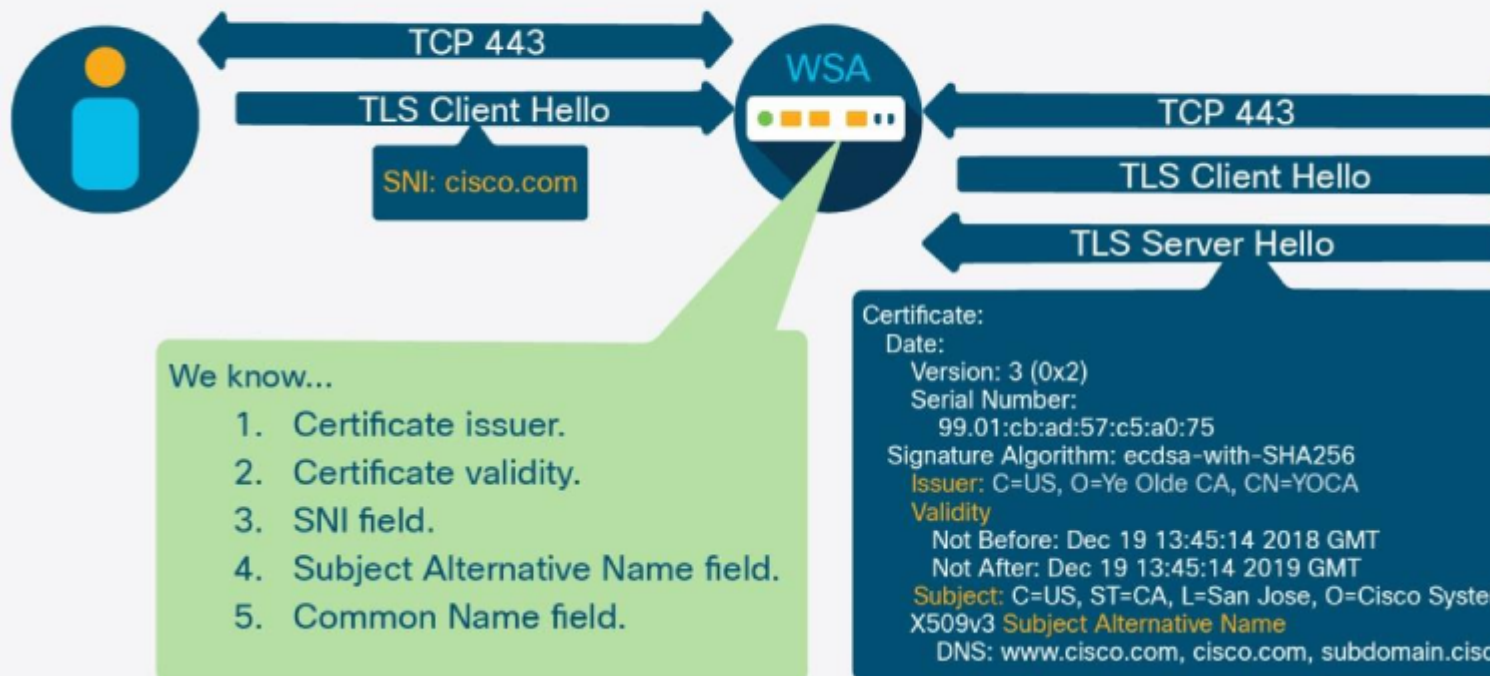 TCP 443
TLS Client Hello
SNI: cisco.com
WSA
TCP 443
TLS Client Hello
TLS Server Hello
We know...
1. Certificate issuer.
2. Certificate validity.
3. SNI field.
4. Subject Alternative Name field.
5. Common Name field.
Certificate:
Date:
Version: 3 (0x2)
Serial Number:
99.01:cb:ad:57:c5:a0:75
Signature Algorithm: ecdsa-with-SHA256
Issuer: C=US, O=Ye Olde CA, CN=YOCA
Validity
Not Before: Dec 19 13:45:14 2018 GMT
Not After: Dec 19 13:45:14 2019 GMT
Subject: C=US, ST=CA, L=San Jose, O=Cisco
X509v3 Subject Alternative Name
DNS: www.cisco.com, cisco.com,